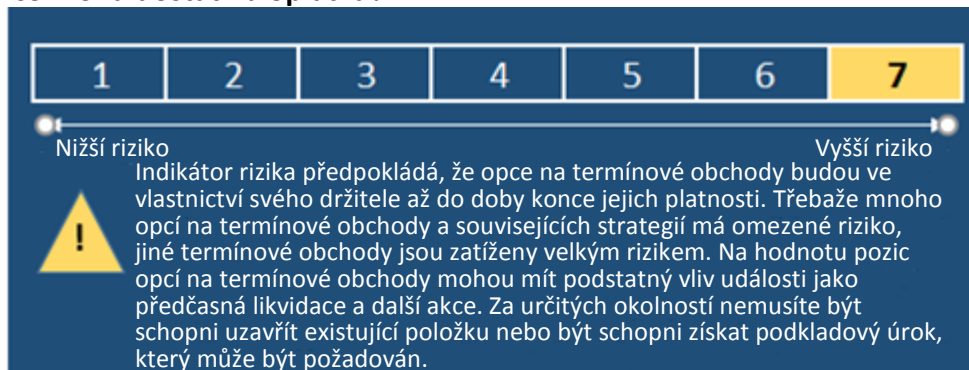 1 2 3 4 5 6 7
Nižší riziko Vyšší riziko
Indikátor rizika předpokládá, že opce na termínové obchody budou ve
vlastnictví svého držitele až do doby konce jejich platnosti. Třebaže mnoho
opcí na termínové obchody a souvisejících strategií má omezené riziko,
jiné termínové obchody jsou zatíženy velkým rizikem. Na hodnotu pozic
opcí na termínové obchody mohou mít podstatný vliv události jako
předčasná likvidace a další akce. Za určitých okolností nemusíte být
schopni uzavřít existující položku nebo být schopni získat podkladový úrok,
který může být požadován.
!